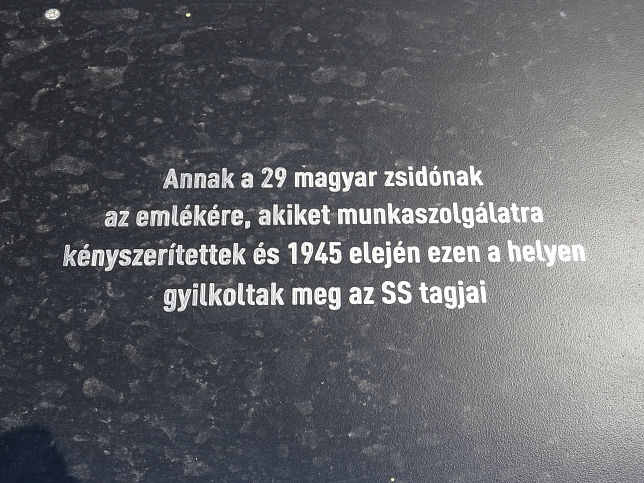 Annak a 29 magyar zsidónak
az emlékére, akiket munkaszolgálatra
kényszerítettek és 1945 elején ezen a helyen
gyilkoltak meg az SS tagjai